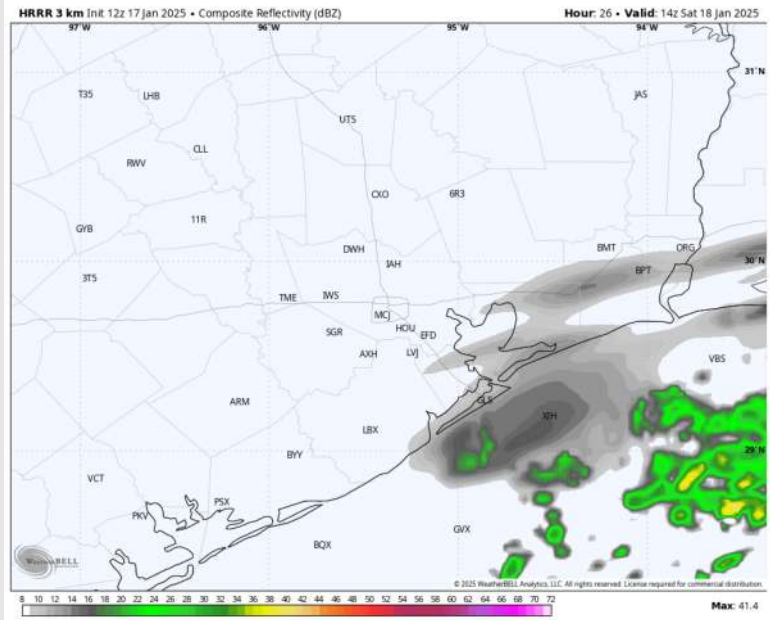 HRRR 3 km Init 12z 17 Jan 2025 • Composite Reflectivity (dBZ) Hour: 26 • Valid: 14z Sat 18 Jan 2025
97°W 96°W 95°W 94°W
31°N
T35 LHB JAS
UTS
CLL
RWV
CXO 6R3
11R
GYB
DWH BMT ORG
IAH 30°N
BPT
3T5
TME IWS
MCJ
SGR HOU EFD
AXH LVJ
VBS
ARM GLS
XIH
LBX
BYY 29°N
VCT
PSX
PKV
GVX
BQX
WEATHERBELL
© 2025 WeatherBELL Analytics, LLC. All rights reserved. License required for commercial distribution.
8 10 12 14 16 18 20 22 24 26 28 30 32 34 36 38 40 42 44 46 48 50 52 54 56 58 60 62 64 66 68 70 72
Max: 41.4